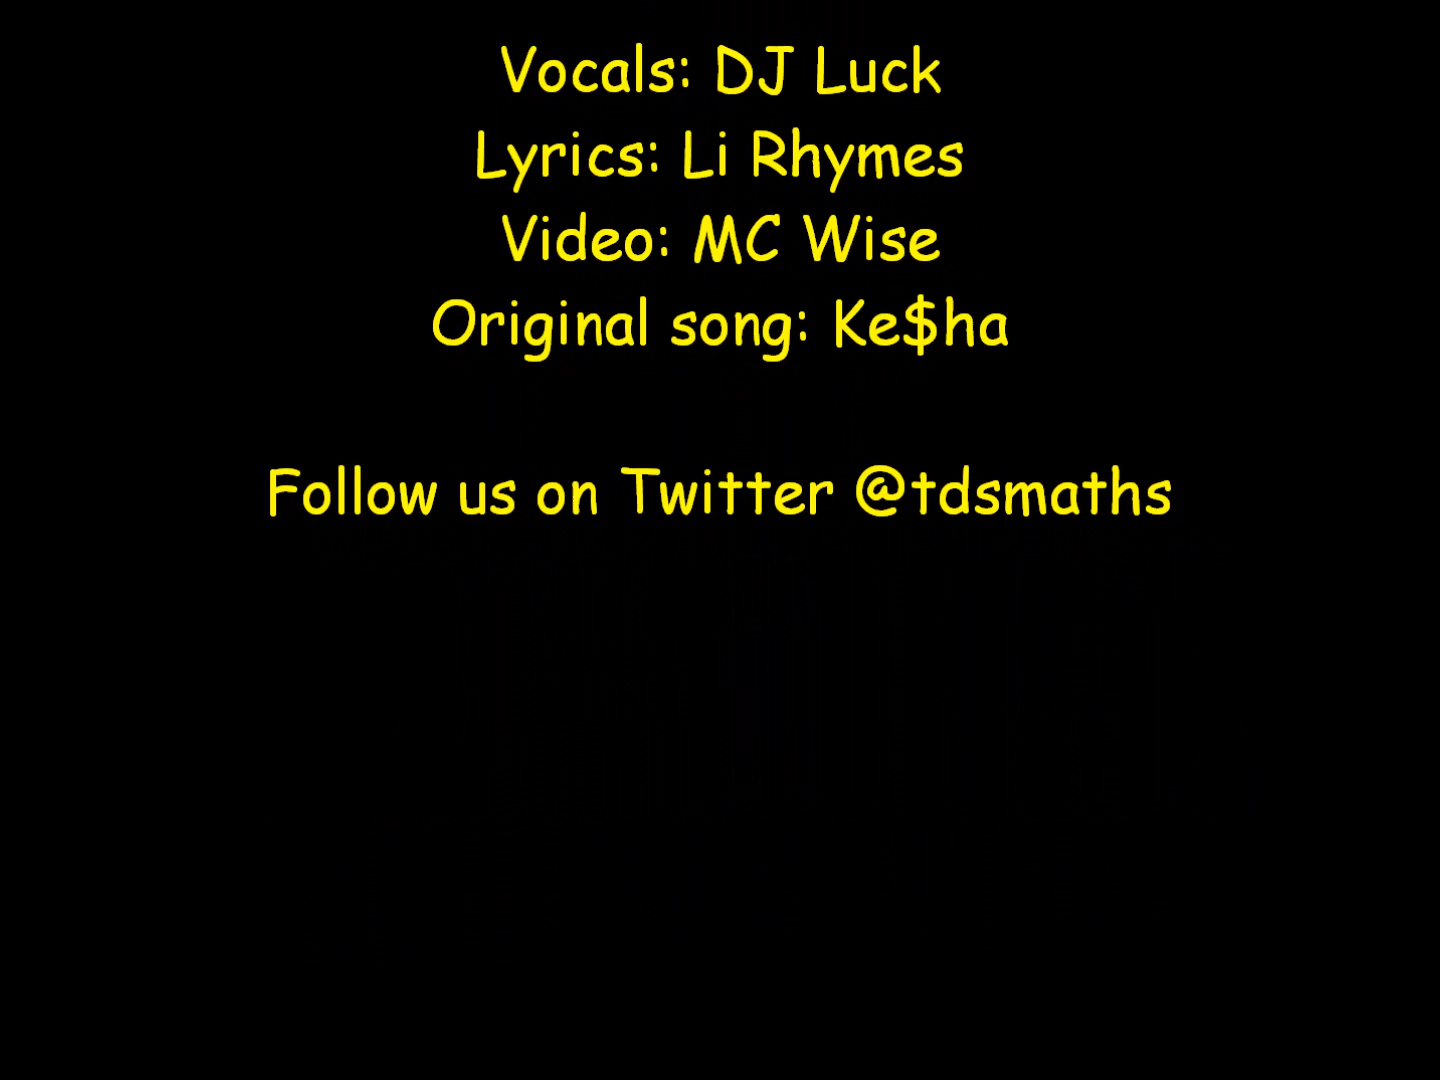 Vocals: DJ Luck
Lyrics: Li Rhymes
Video: MC Wise
Original song: Ke$ha
Follow us on Twitter @tdsmaths